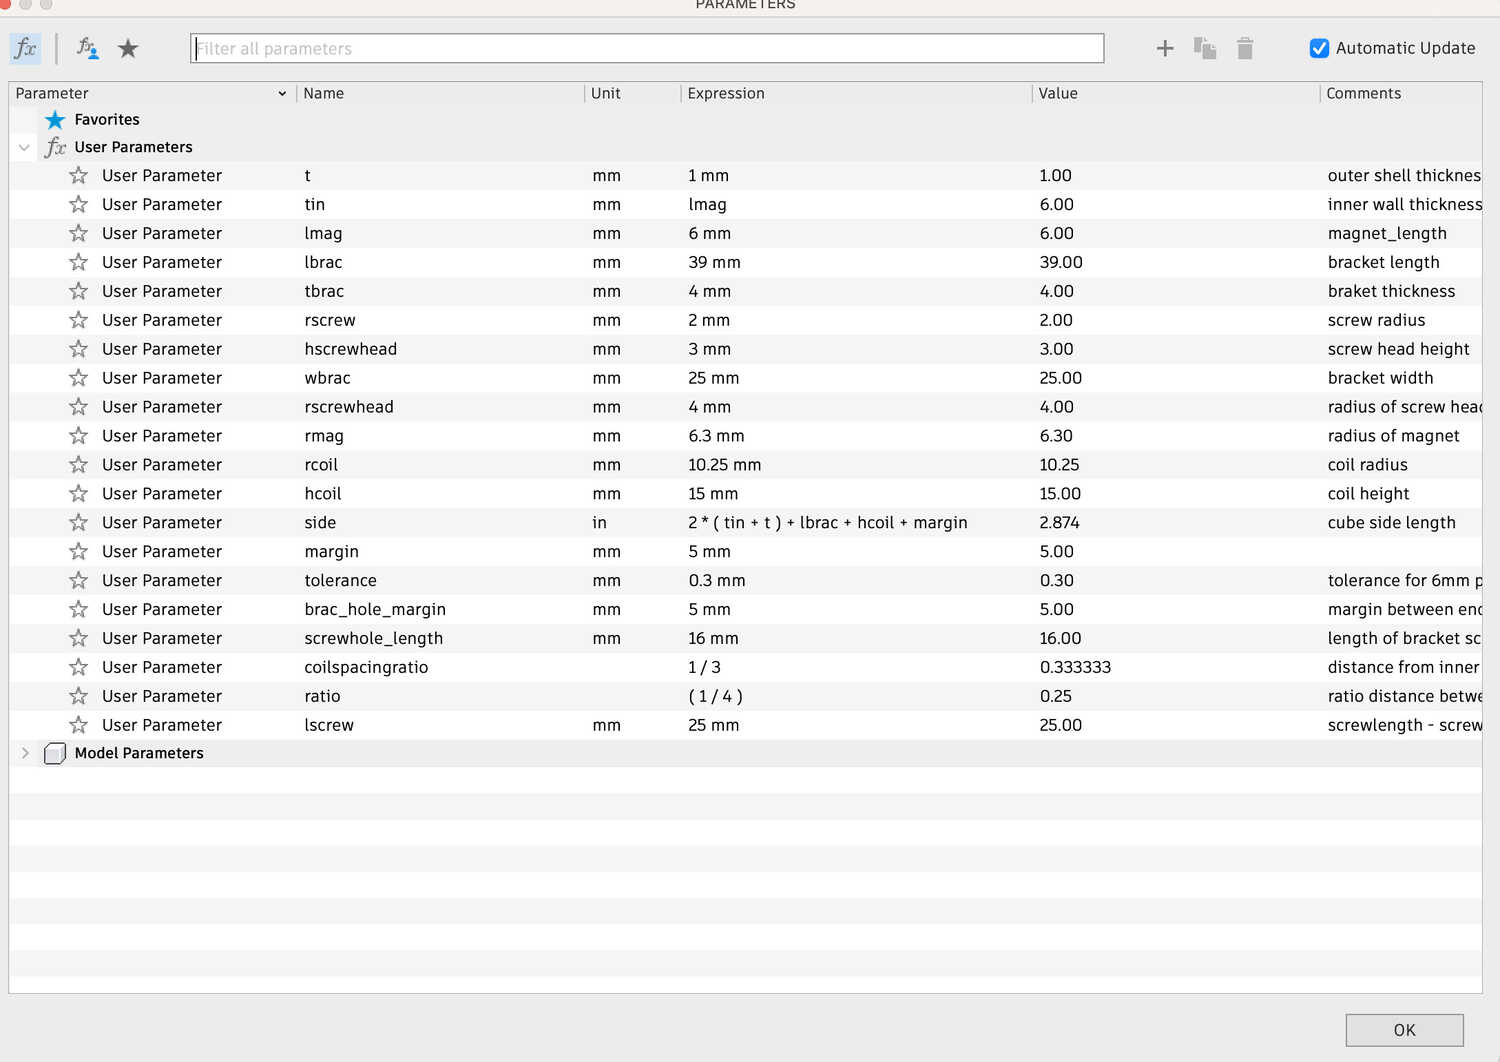 PARAMETERS
fx fx Filter all parameters Automatic Update
Parameter Name Unit Expression Value Comments
Favorites
fx User Parameters
User Parameter t mm 1 mm 1.00 outer shell thicknes
User Parameter tin mm lmag 6.00 inner wall thickness
User Parameter lmag mm 6 mm 6.00 magnet_length
User Parameter lbrac mm 39 mm 39.00 bracket length
User Parameter tbrac mm 4 mm 4.00 braket thickness
User Parameter rscrew mm 2 mm 2.00 screw radius
User Parameter hscrewhead mm 3 mm 3.00 screw head height
User Parameter wbrac mm 25 mm 25.00 bracket width
User Parameter rscrewhead mm 4 mm 4.00 radius of screw head
User Parameter rmag mm 6.3 mm 6.30 radius of magnet
User Parameter rcoil mm 10.25 mm 10.25 coil radius
User Parameter hcoil mm 15 mm 15.00 coil height
User Parameter side in 2 * ( tin + t ) + lbrac + hcoil + margin 2.874 cube side length
User Parameter margin mm 5 mm 5.00
User Parameter tolerance mm 0.3 mm 0.30 tolerance for 6mm p
User Parameter brac_hole_margin mm 5 mm 5.00 margin between end
User Parameter screwhole_length mm 16 mm 16.00 length of bracket sc
User Parameter coilspacingratio 1 / 3 0.333333 distance from inner
User Parameter ratio ( 1 / 4 ) 0.25 ratio distance betwe
User Parameter lscrew mm 25 mm 25.00 screwlength - screw
Model Parameters
OK